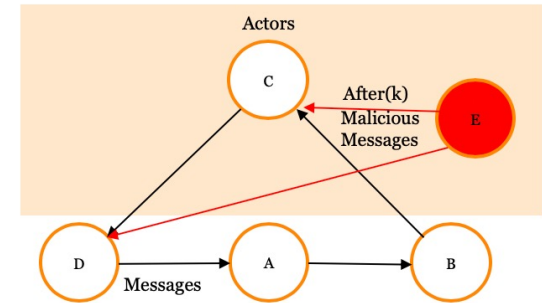 Actors
C
After(k)
Malicious
Messages
E
D
A
B
Messages